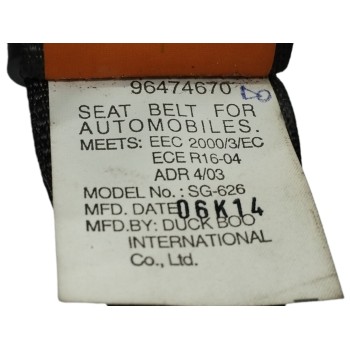 96474670
SEAT BELT FOR
AUTOMOBILES.
MEETS: EEC 2000/3/EC
ECE R16-04
ADR 4/03
MODEL No.: SG-626
MFD. DATE 06K14
MFD.BY: DUCK BOO
INTERNATIONAL
Co., Ltd.